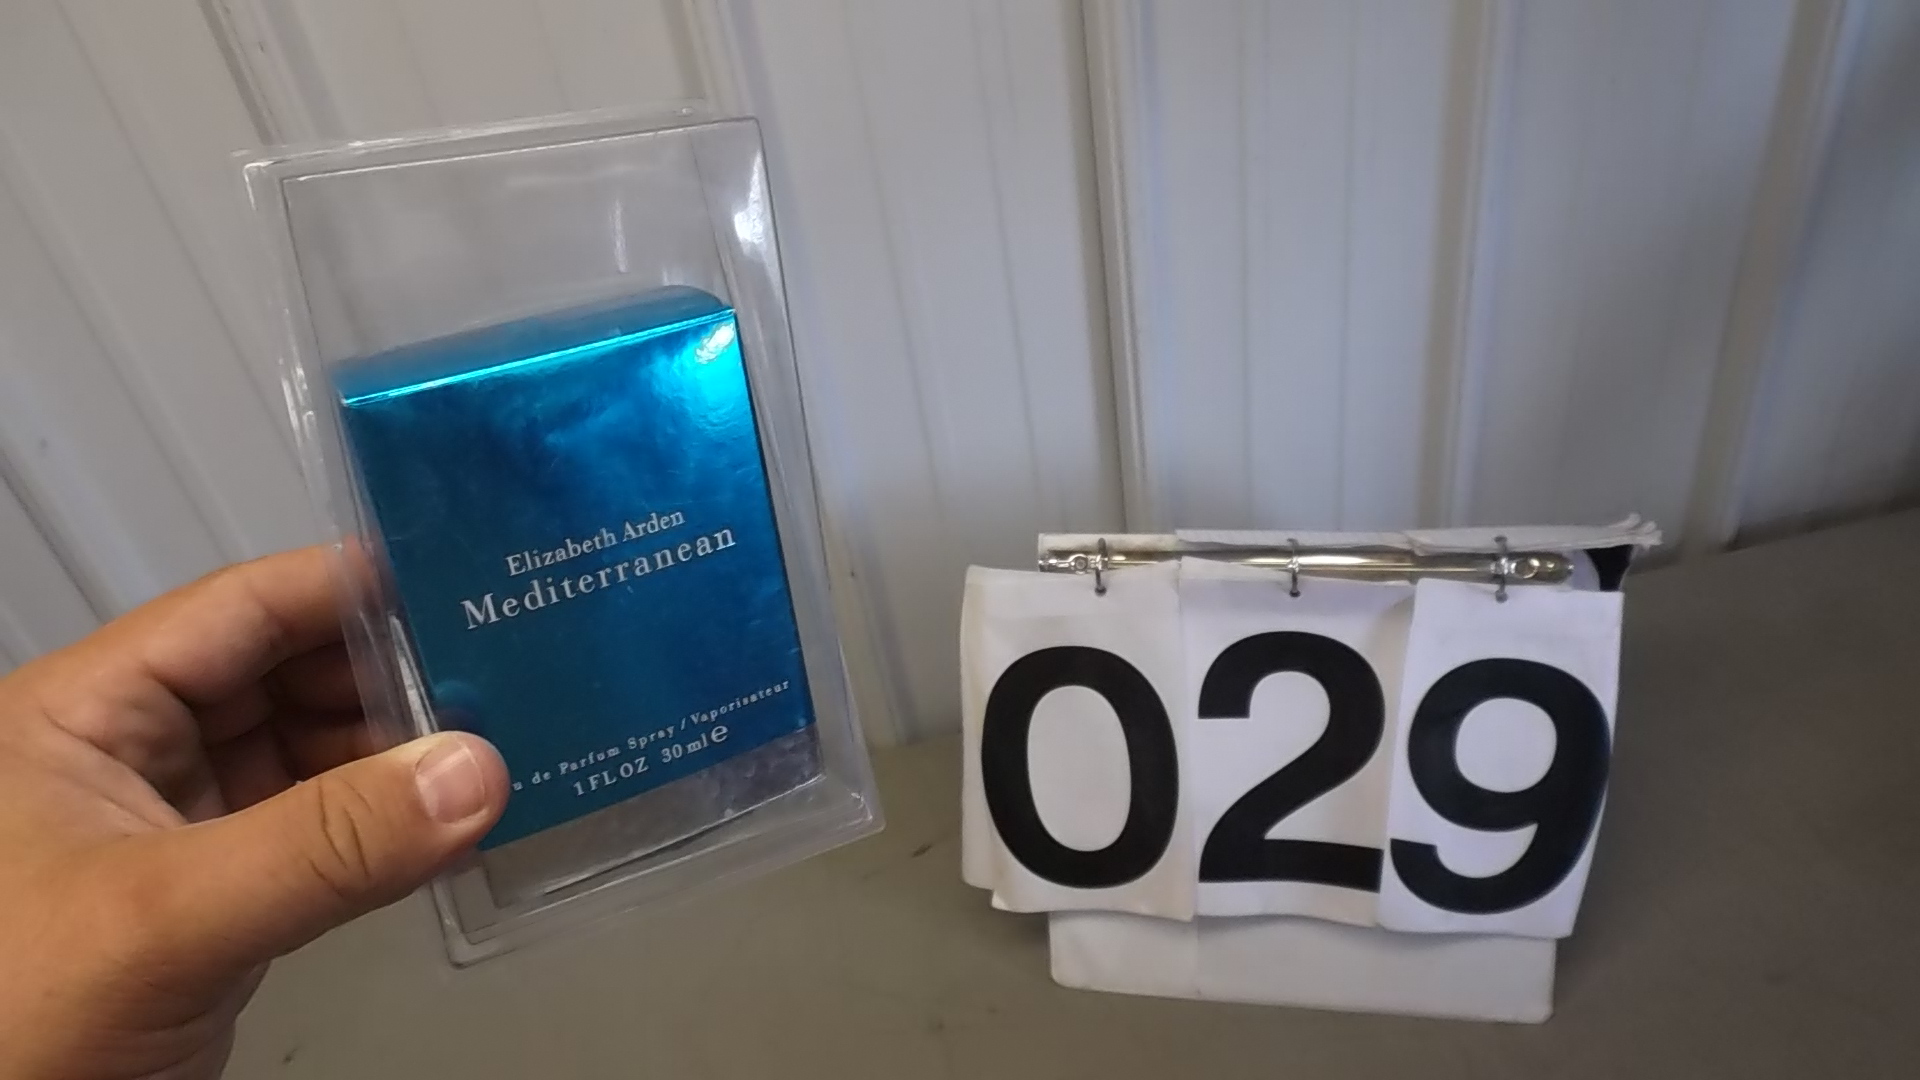 Elizabeth Arden
Mediterranean
de Parfum Spray / Vaporisateur
1 FL OZ 30 ml e
029